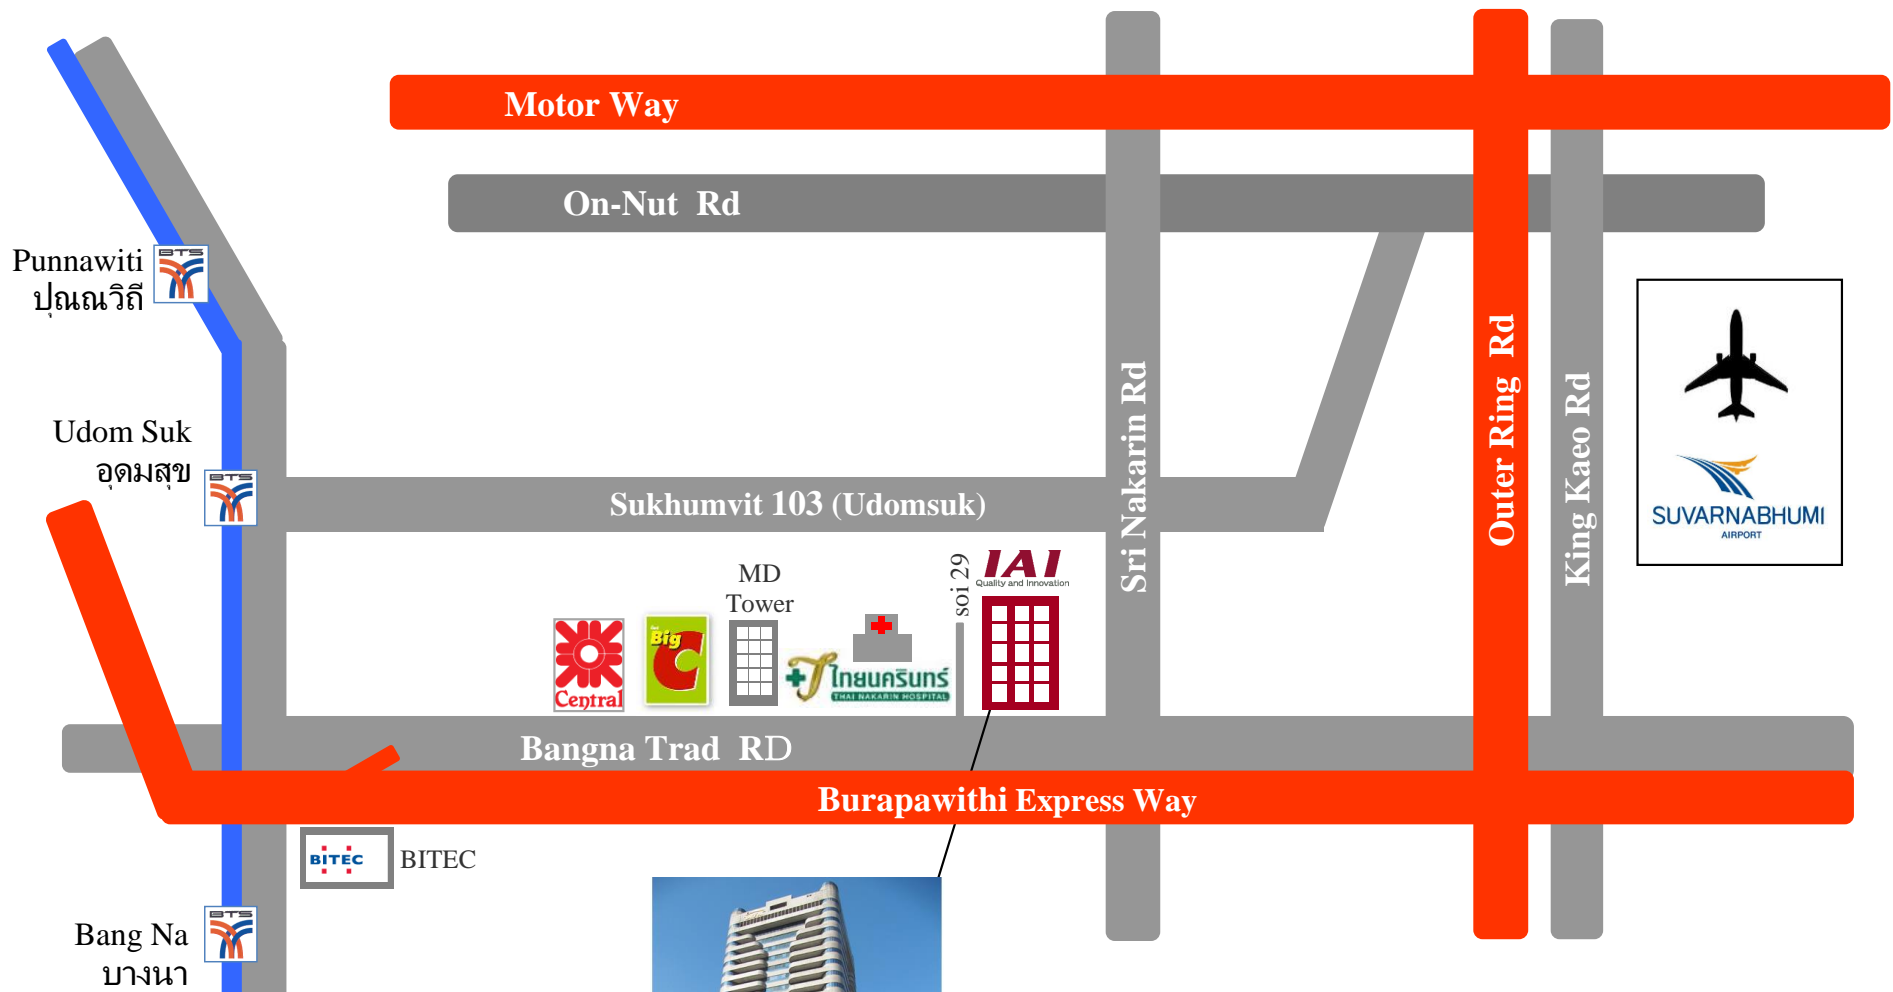 Motor Way
On-Nut Rd
BTS
Punnawiti
ปุณณวิถี
Udom Suk
อุดมสุข
BTS
Sukhumvit 103 (Udomsuk)
Sri Nakarin Rd
Outer Ring Rd
King Kaeo Rd
SUVARNABHUMI
AIRPORT
MD
Tower
soi 29
IAI
Quality and Innovation
Central
Big
C
ไทยนครินทร์
THAI NAKARIN HOSPITAL
Bangna Trad RD
Burapawithi Express Way
BITEC
BITEC
BTS
Bang Na
บางนา